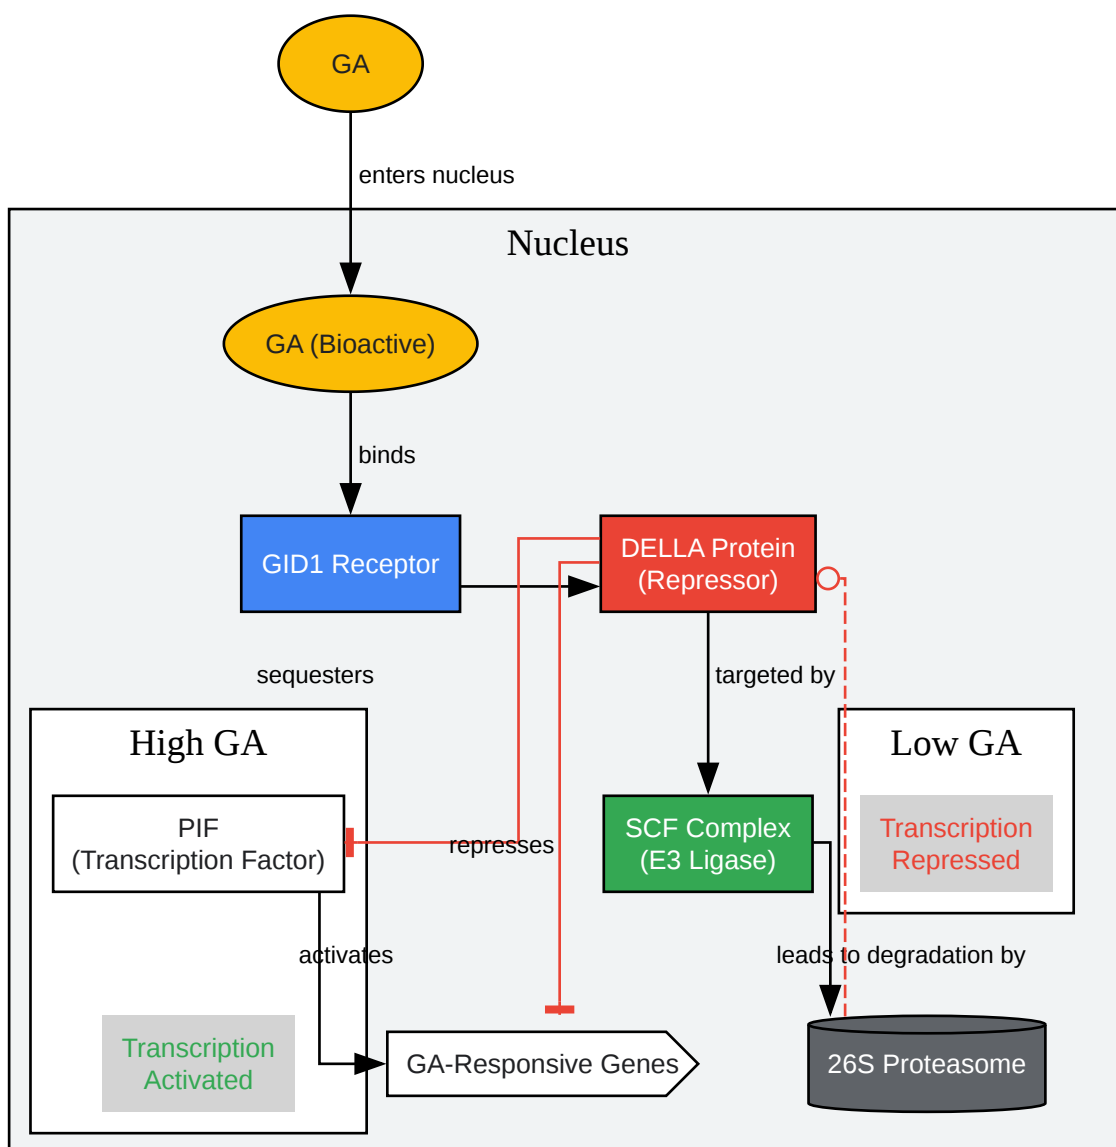 GA
enters nucleus
Nucleus
GA (Bioactive)
binds
GID1 Receptor
DELLA Protein
(Repressor)
sequesters
targeted by
High GA
Low GA
PIF
(Transcription Factor)
represses
SCF Complex
(E3 Ligase)
Transcription
Repressed
activates
leads to degradation by
Transcription
Activated
GA-Responsive Genes
26S Proteasome